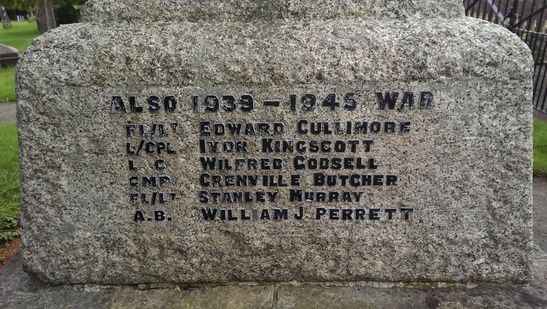 ALSO 1939 – 1945 WAR
FL/LT EDWARD CULLIMORE
L/CPL IVOR KINGSCOTT
L C WILFRED GODSELL
GRENVILLE BUTCHER
FL/LT STANLEY MURRAY
A.B. WILLIAM J. PERRETT